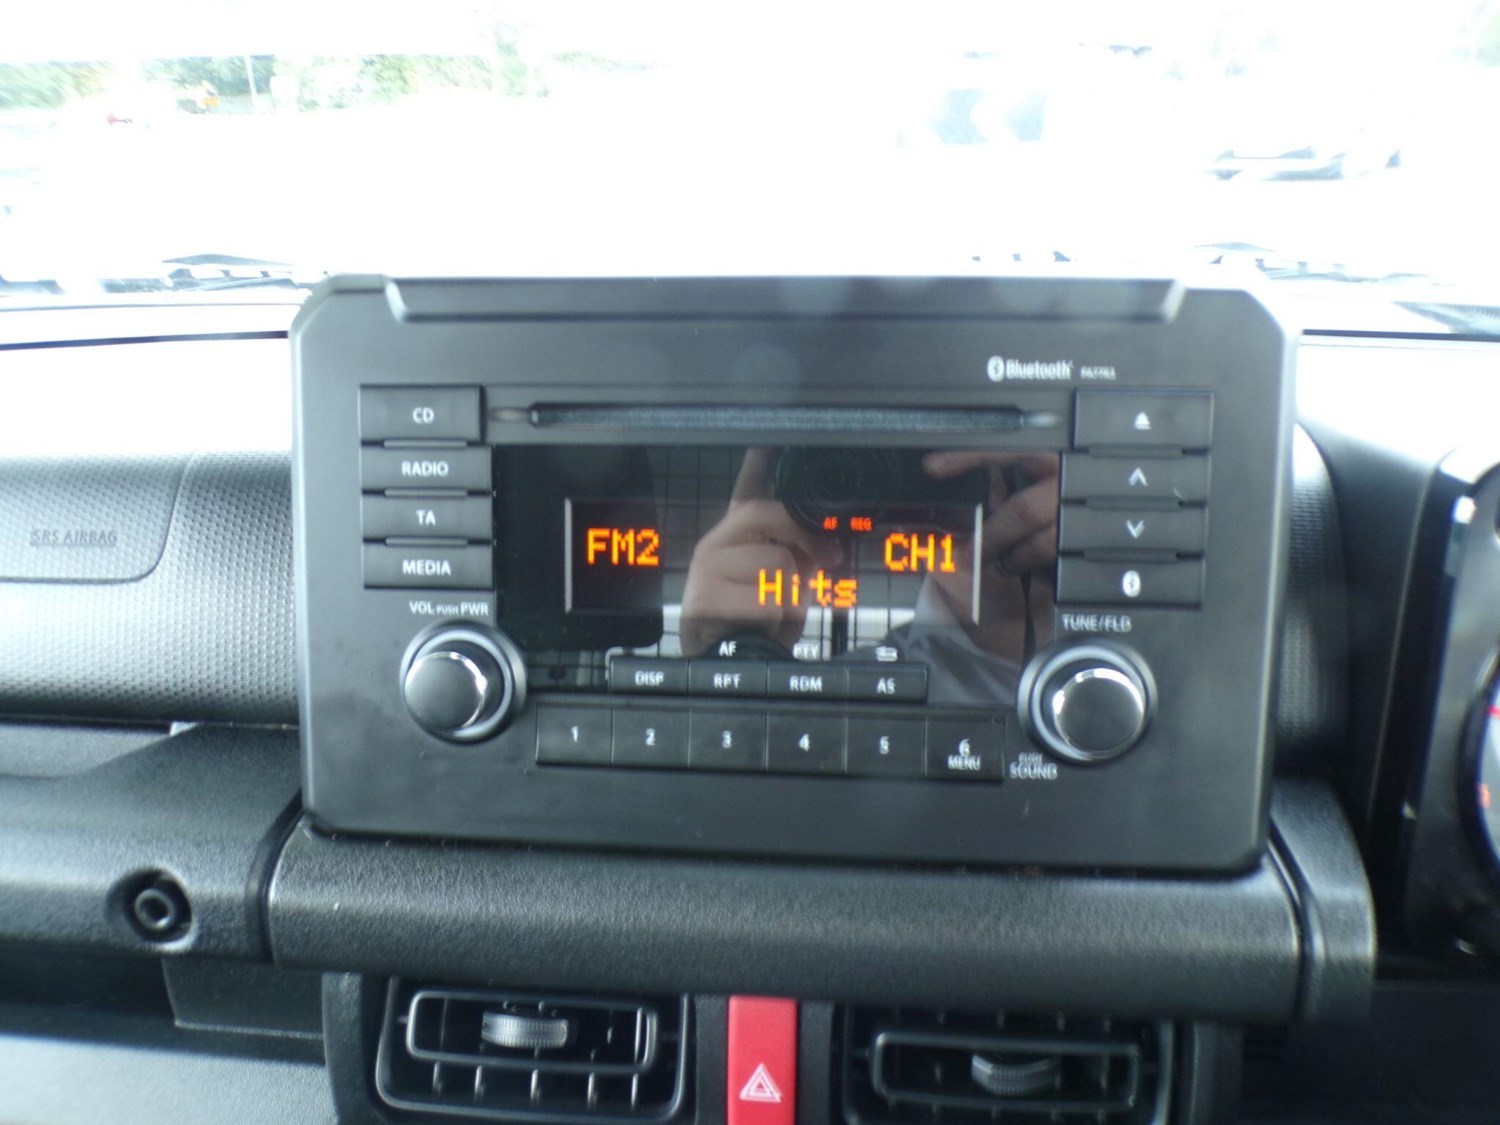 Bluetooth
CD
RADIO
TA
MEDIA
VOL PUSH PWR
SRS AIRBAG
AF REG
FM2 CH1
Hits
TUNE/FLD
AF PTY
DISP RPT RDM AS
1 2 3 4 5 6
MENU
PUSH
SOUND